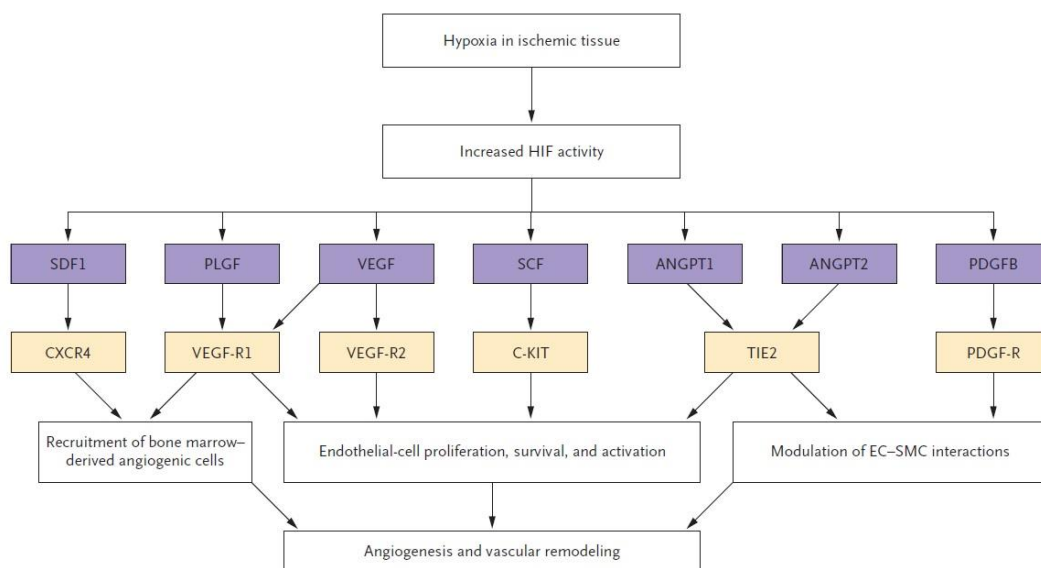 Hypoxia in ischemic tissue
Increased HIF activity
SDF1
PLGF
VEGF
SCF
ANGPT1
ANGPT2
PDGFB
CXCR4
VEGF-R1
VEGF-R2
C-KIT
TIE2
PDGF-R
Recruitment of bone marrow–
derived angiogenic cells
Endothelial-cell proliferation, survival, and activation
Modulation of EC–SMC interactions
Angiogenesis and vascular remodeling